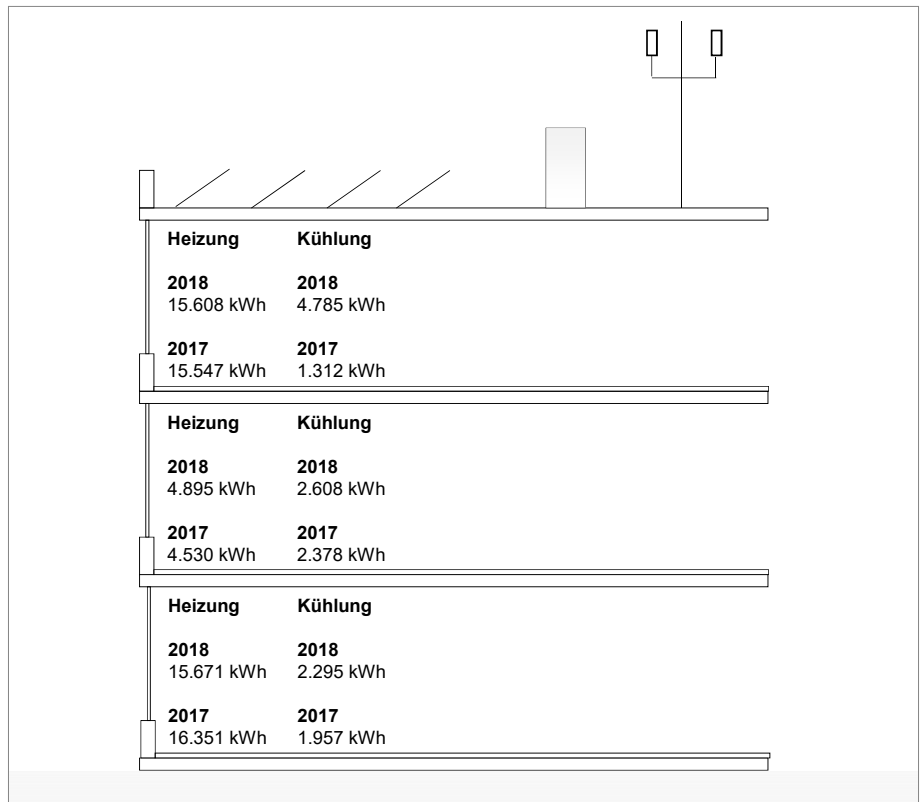 Heizung Kühlung
2018 2018
15.608 kWh 4.785 kWh
2017 2017
15.547 kWh 1.312 kWh
Heizung Kühlung
2018 2018
4.895 kWh 2.608 kWh
2017 2017
4.530 kWh 2.378 kWh
Heizung Kühlung
2018 2018
15.671 kWh 2.295 kWh
2017 2017
16.351 kWh 1.957 kWh